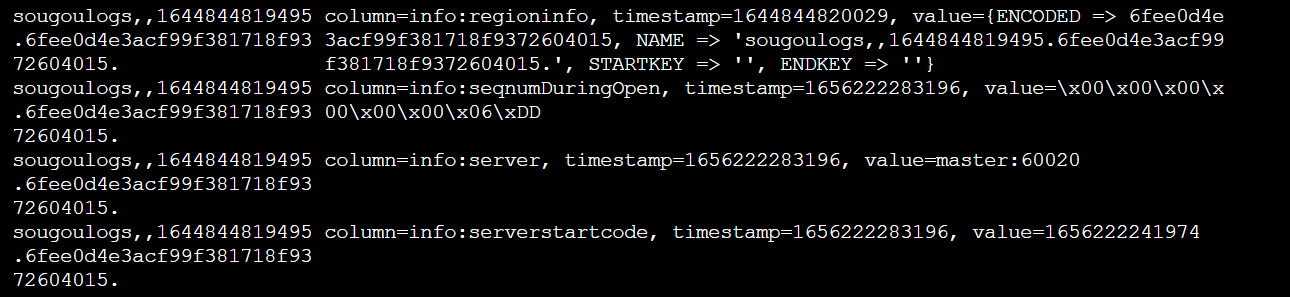 sougoulogs,,1644844819495 column=info:regioninfo, timestamp=1644844820029, value={ENCODED => 6fee0d4e
.6fee0d4e3acf99f381718f93 3acf99f381718f9372604015, NAME => 'sougoulogs,,1644844819495.6fee0d4e3acf99
72604015. f381718f9372604015.', STARTKEY => '', ENDKEY => ''}
sougoulogs,,1644844819495 column=info:seqnumDuringOpen, timestamp=1656222283196, value=\x00\x00\x00\x
.6fee0d4e3acf99f381718f93 00\x00\x00\x06\xDD
72604015.
sougoulogs,,1644844819495 column=info:server, timestamp=1656222283196, value=master:60020
.6fee0d4e3acf99f381718f93
72604015.
sougoulogs,,1644844819495 column=info:serverstartcode, timestamp=1656222283196, value=1656222241974
.6fee0d4e3acf99f381718f93
72604015.